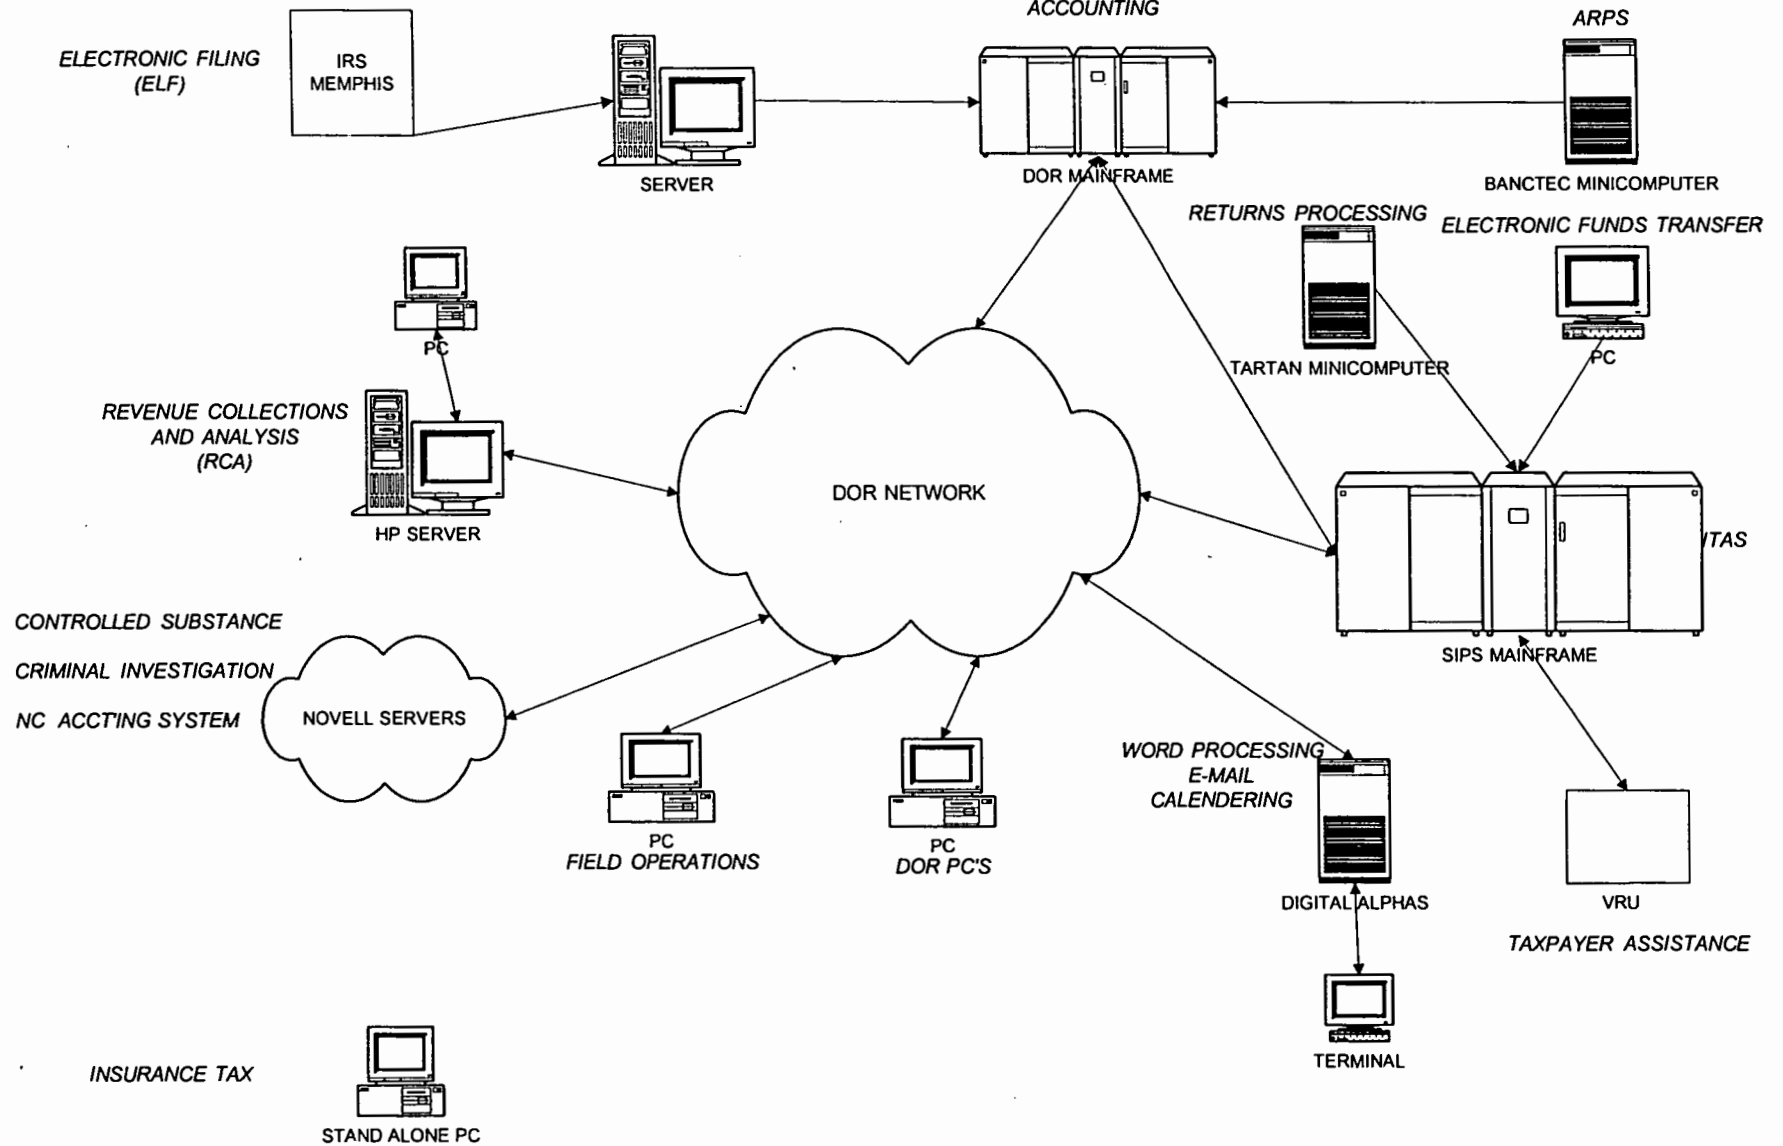 ACCOUNTING
ARPS
ELECTRONIC FILING
(ELF)
IRS
MEMPHIS
SERVER
DOR MAINFRAME
BANCTEC MINICOMPUTER
RETURNS PROCESSING
ELECTRONIC FUNDS TRANSFER
PC
TARTAN MINICOMPUTER
PC
REVENUE COLLECTIONS
AND ANALYSIS
(RCA)
HP SERVER
DOR NETWORK
ITAS
SIPS MAINFRAME
CONTROLLED SUBSTANCE
CRIMINAL INVESTIGATION
NC ACCT'ING SYSTEM
NOVELL SERVERS
WORD PROCESSING
E-MAIL
CALENDERING
PC
FIELD OPERATIONS
PC
DOR PC'S
DIGITAL ALPHAS
VRU
TAXPAYER ASSISTANCE
TERMINAL
INSURANCE TAX
STAND ALONE PC